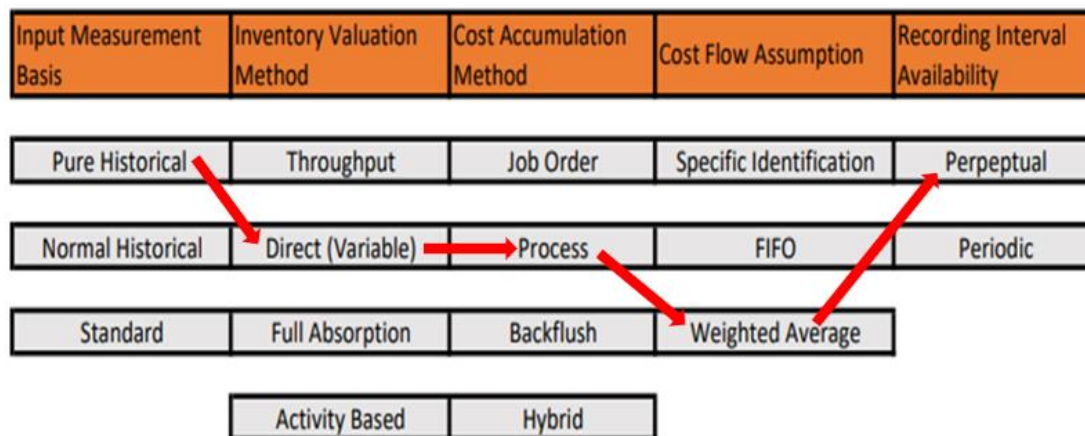 Input Measurement Basis
Inventory Valuation Method
Cost Accumulation Method
Cost Flow Assumption
Recording Interval Availability
Pure Historical
Throughput
Job Order
Specific Identification
Perpeptual
Normal Historical
Direct (Variable)
Process
FIFO
Periodic
Standard
Full Absorption
Backflush
Weighted Average
Activity Based
Hybrid